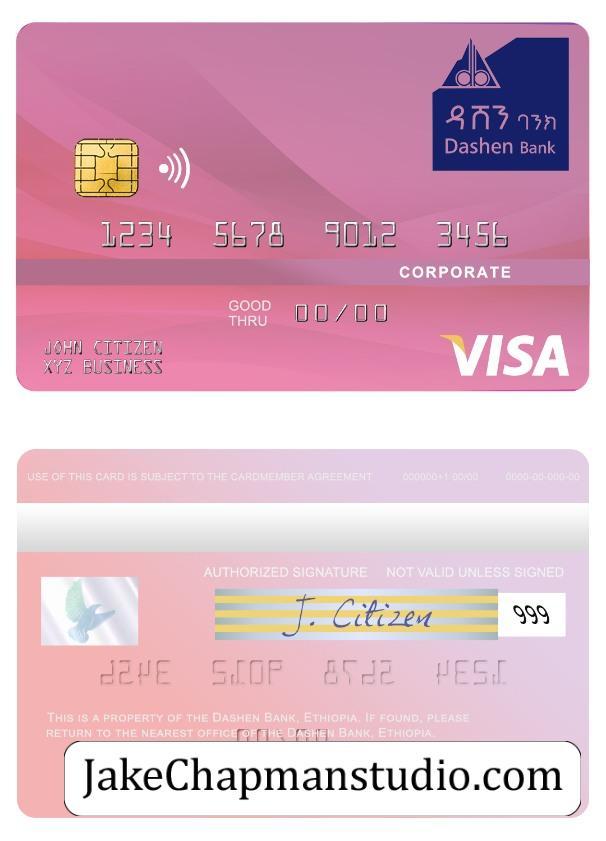 ዳሸን ባንክ
Dashen Bank
1234 5678 9012 3456
CORPORATE
GOOD
THRU
00/00
JOHN CITIZEN
XYZ BUSINESS
VISA
USE OF THIS CARD IS SUBJECT TO THE CARDMEMBER AGREEMENT 000000+1 00/00 0000-00-000-00
AUTHORIZED SIGNATURE NOT VALID UNLESS SIGNED
J. Citizen
999
THIS IS A PROPERTY OF THE DASHEN BANK, ETHIOPIA. IF FOUND, PLEASE
RETURN TO THE NEAREST OFFICE OF THE DASHEN BANK, ETHIOPIA.
JakeChapmanstudio.com